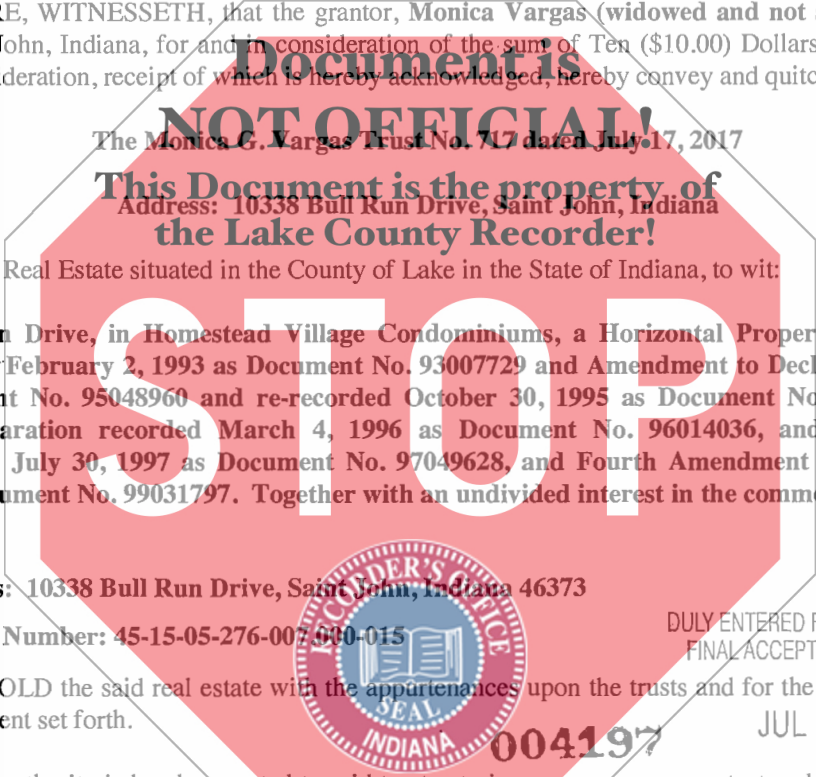 RE, WITNESSETH, that the grantor, Monica Vargas (widowed and not
John, Indiana, for and in consideration of the sum of Ten ($10.00) Dollars
deration, receipt of which is hereby acknowledged, hereby convey and quitc
Document is
NOT OFFICIAL!
The Monica G. Vargas Trust No. 717 dated July 17, 2017
This Document is the property of
Address: 10338 Bull Run Drive, Saint John, Indiana
the Lake County Recorder!
Real Estate situated in the County of Lake in the State of Indiana, to wit:
STOP
n Drive, in Homestead Village Condominiums, a Horizontal Proper
February 2, 1993 as Document No. 93007729 and Amendment to Decl
nt No. 95048960 and re-recorded October 30, 1995 as Document No
aration recorded March 4, 1996 as Document No. 96014036, and
July 30, 1997 as Document No. 97049628, and Fourth Amendment
ument No. 99031797. Together with an undivided interest in the comm
s: 10338 Bull Run Drive, Saint John, Indiana 46373
Number: 45-15-05-276-007.000-015
RECORDER'S OFFICE
SEAL
INDIANA
DULY ENTERED F
FINAL ACCEPT
OLD the said real estate with the appurtenances upon the trusts and for the
ent set forth.
JUL
004197